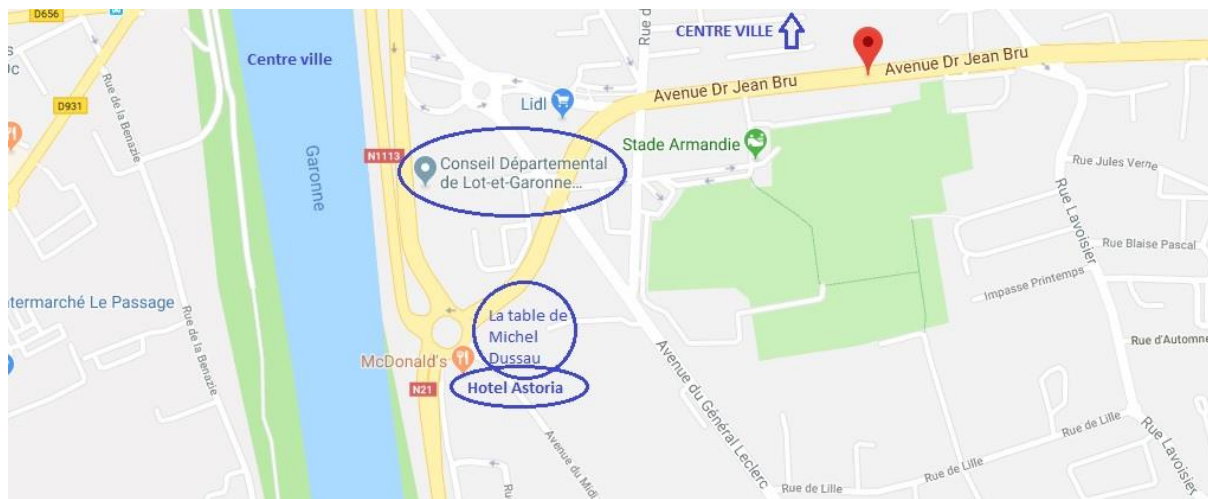 D656
Rue de la Benazie
Centre ville
CENTRE VILLE
Rue d
Avenue Dr Jean Bru
Avenue Dr Jean Bru
D931
Lidl
Stade Armandie
Garonne
N1113
Conseil Départemental
de Lot-et-Garonne...
Rue Jules Verne
Rue Lavoisier
Rue Blaise Pascal
Impasse Printemps
termarché Le Passage
Rue de la Benazie
La table de
Michel
Dussau
McDonald's
Hotel Astoria
N21
Rue d'Automne
Avenue du Général Leclerc
Avenue du Midi
Rue de Lille
Rue de Lille
Rue Lavoisier